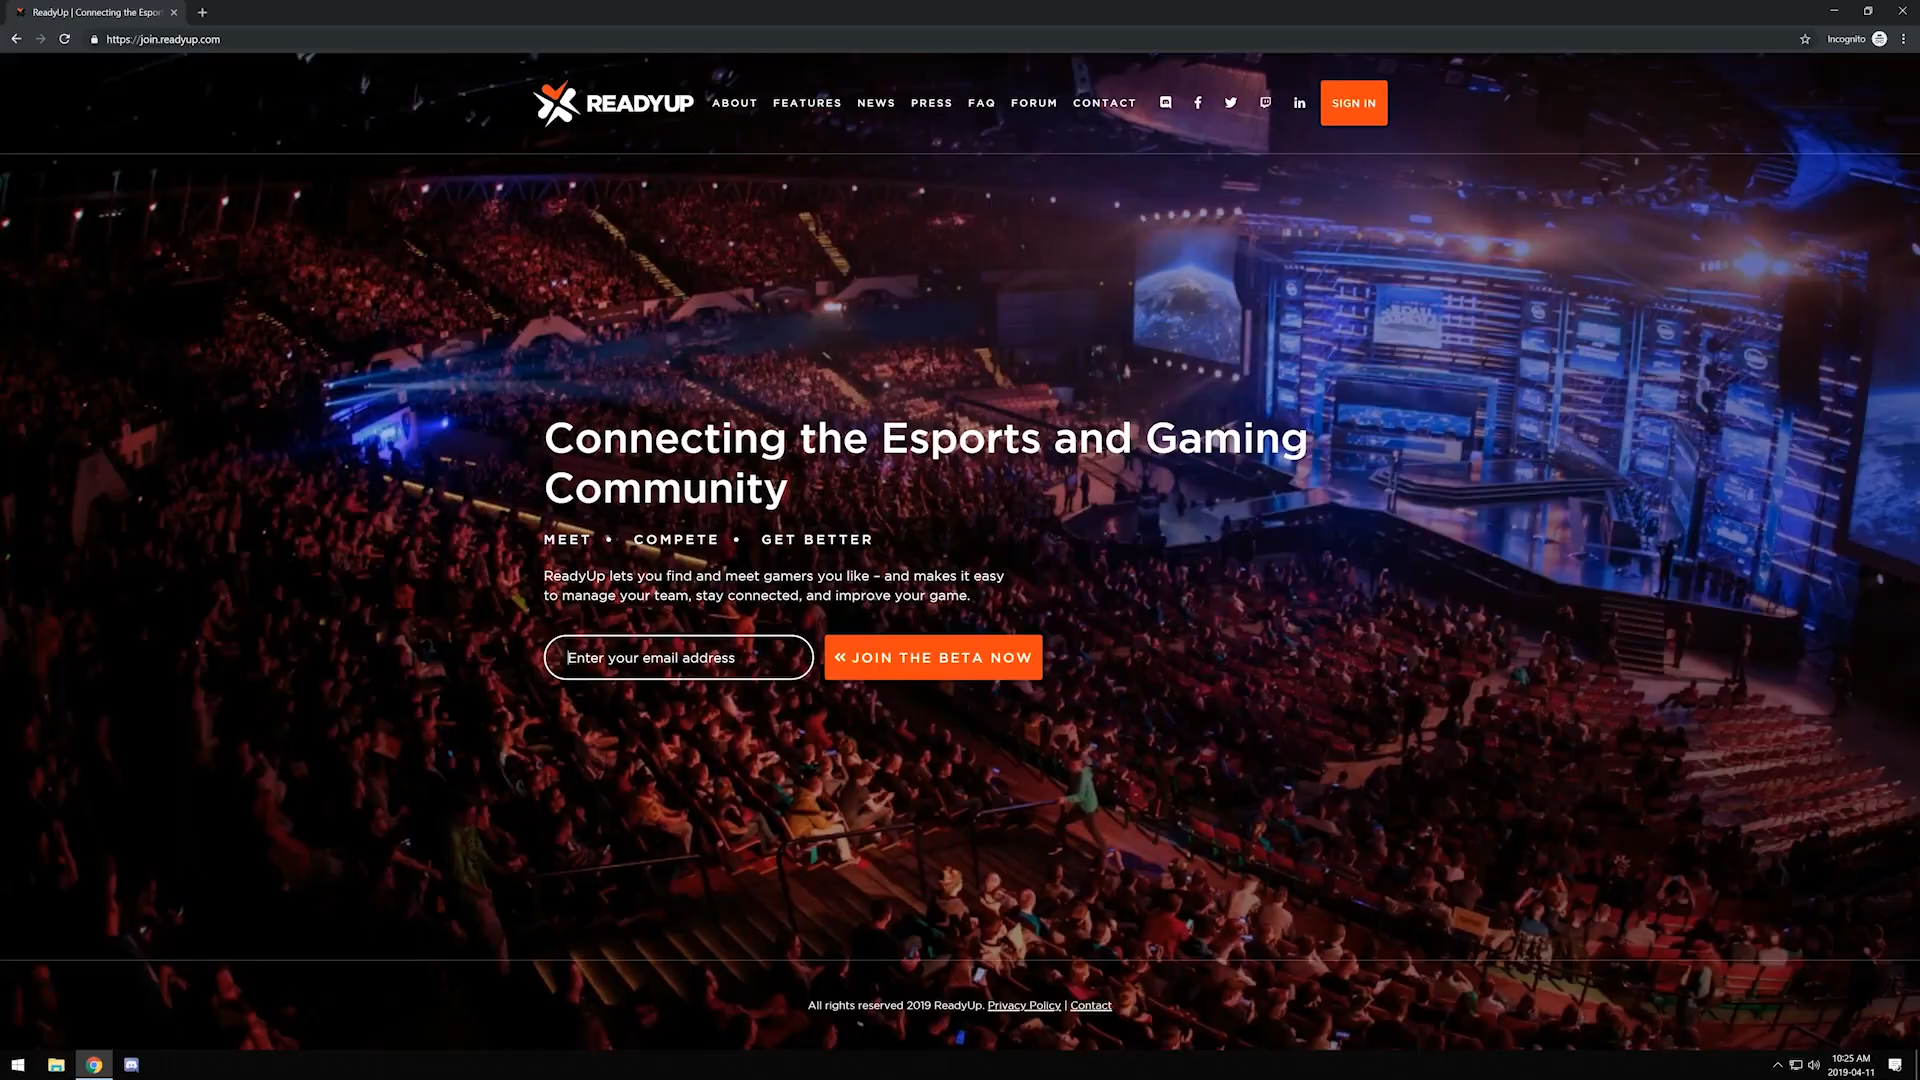 ReadyUp | Connecting the Espor
https://join.readyup.com
Incognito
READYUP
ABOUT
FEATURES
NEWS
PRESS
FAQ
FORUM
CONTACT
in
SIGN IN
Connecting the Esports and Gaming
Community
MEET • COMPETE • GET BETTER
ReadyUp lets you find and meet gamers you like – and makes it easy
to manage your team, stay connected, and improve your game.
Enter your email address
« JOIN THE BETA NOW
All rights reserved 2019 ReadyUp. Privacy Policy | Contact
10:25 AM
2019-04-11